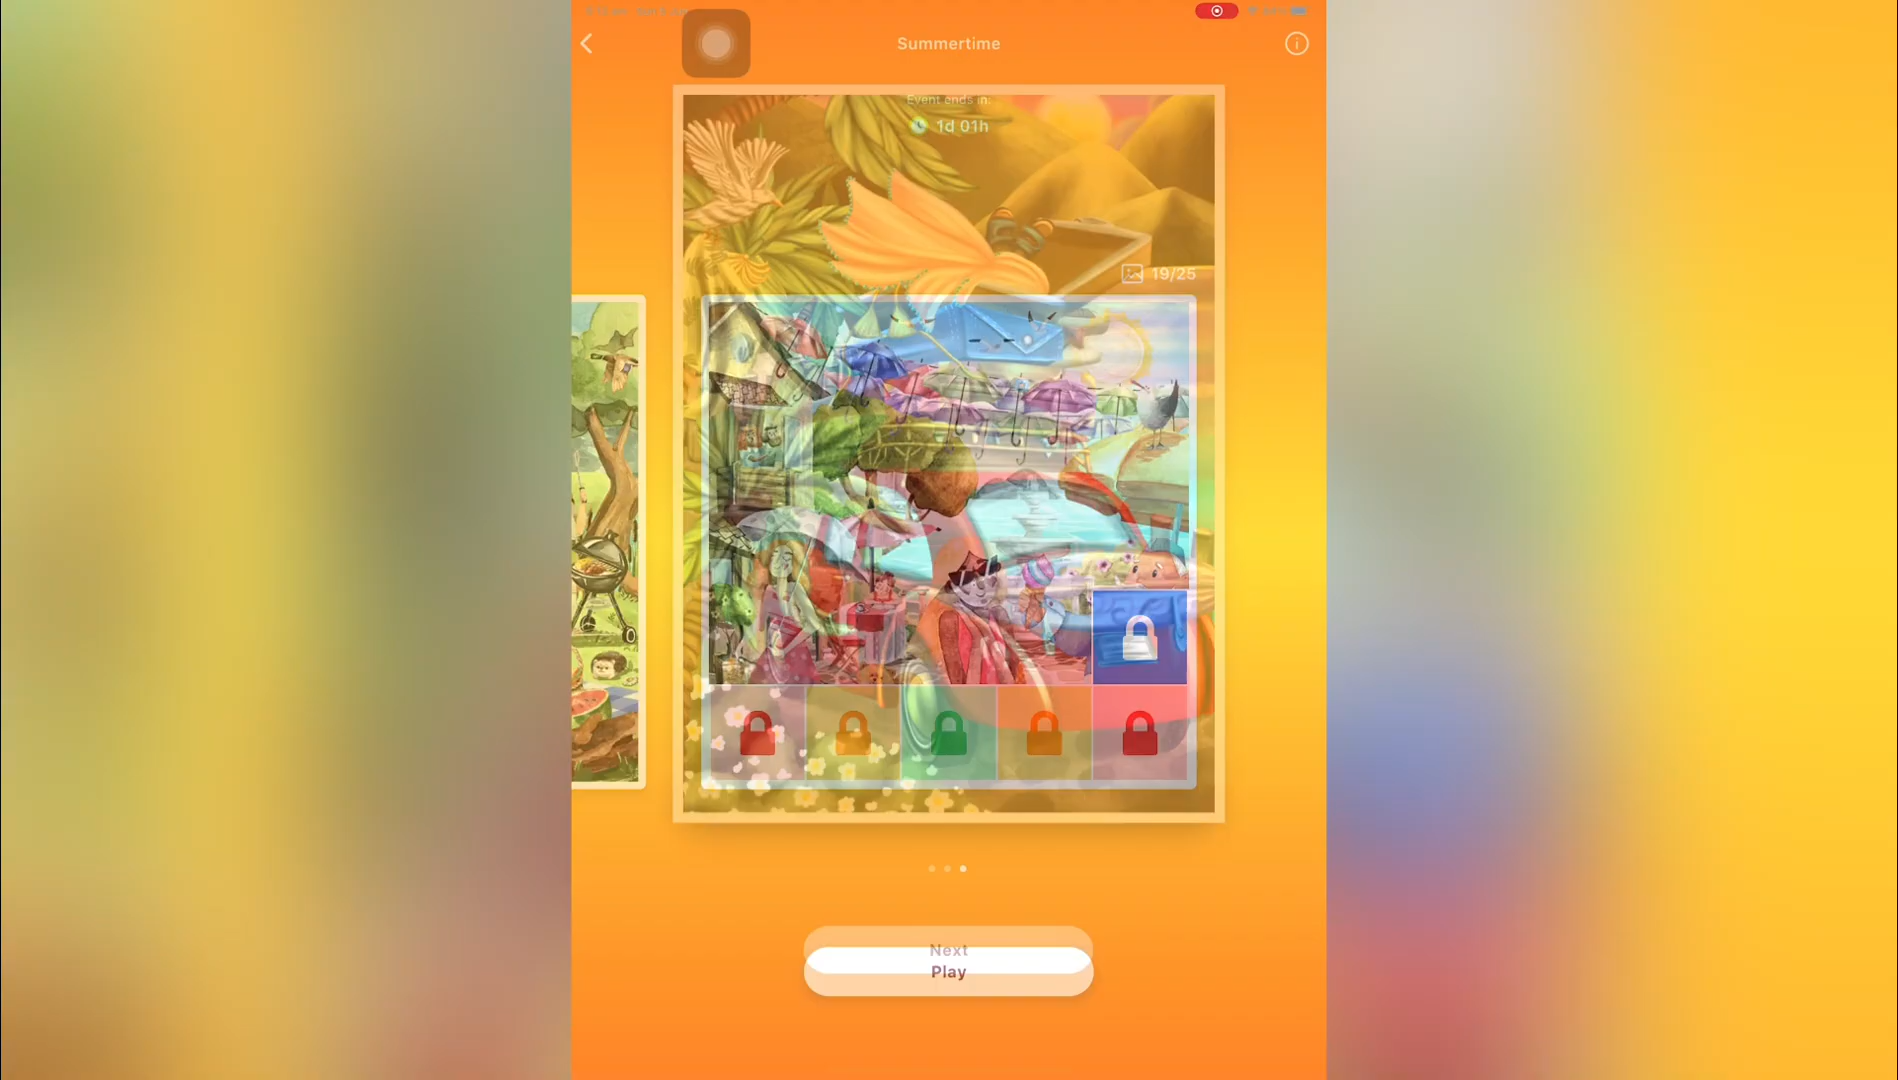 Summertime
Event ends in:
1d 01h
19/25
Next
Play